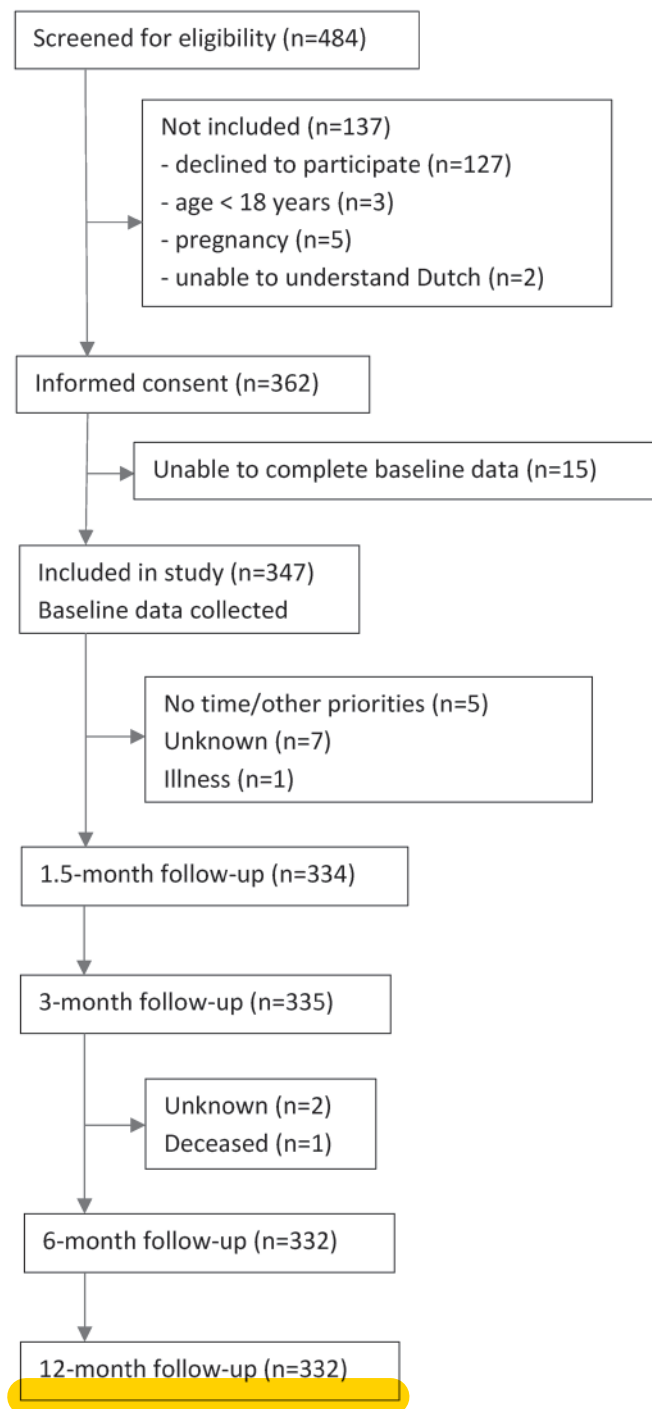 Screened for eligibility (n=484)
Not included (n=137)
- declined to participate (n=127)
- age < 18 years (n=3)
- pregnancy (n=5)
- unable to understand Dutch (n=2)
Informed consent (n=362)
Unable to complete baseline data (n=15)
Included in study (n=347)
Baseline data collected
No time/other priorities (n=5)
Unknown (n=7)
Illness (n=1)
1.5-month follow-up (n=334)
3-month follow-up (n=335)
Unknown (n=2)
Deceased (n=1)
6-month follow-up (n=332)
12-month follow-up (n=332)